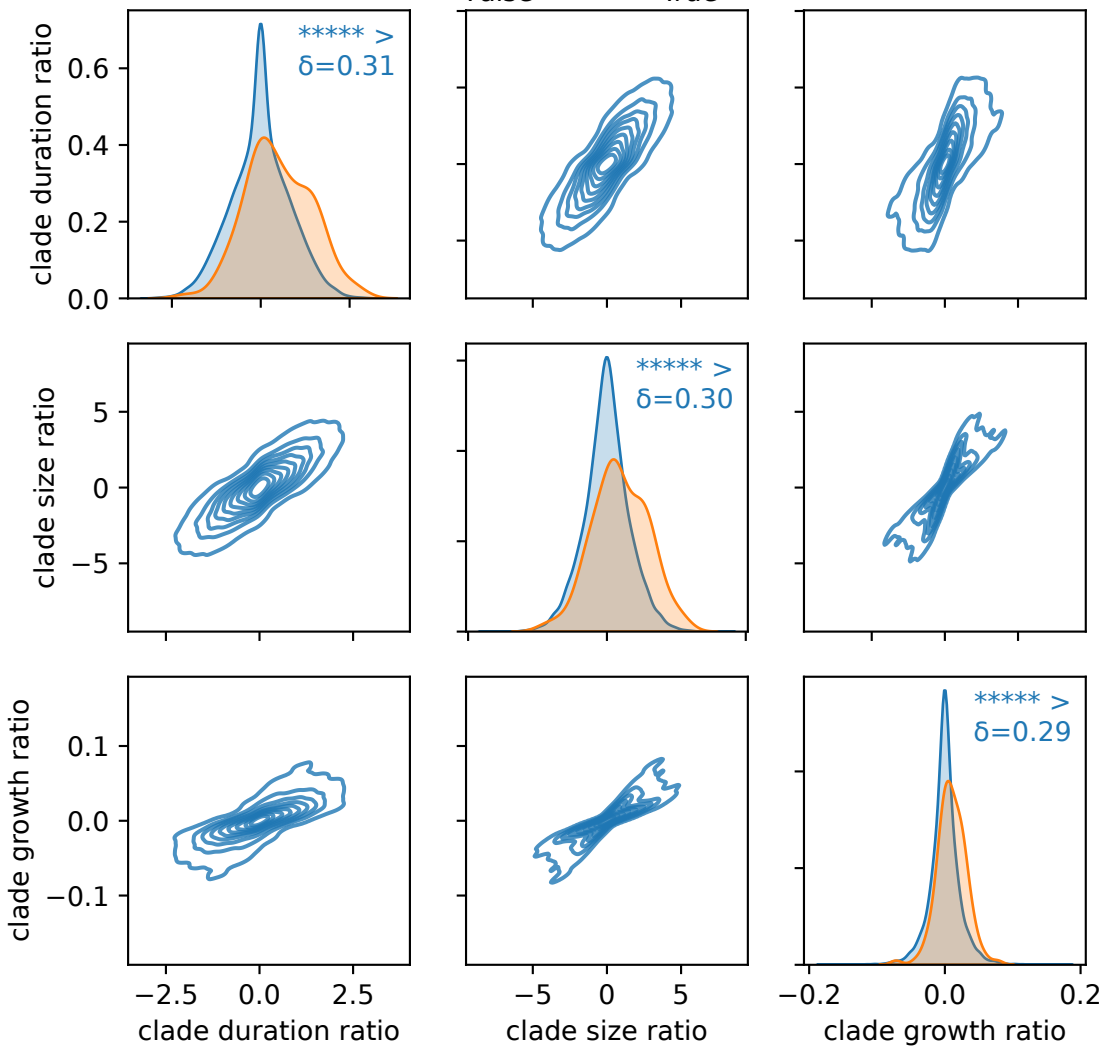 ***** >
δ=0.31
0.6
0.4
0.2
0.0
clade duration ratio
***** >
δ=0.30
5
0
−5
clade size ratio
***** >
δ=0.29
0.1
0.0
−0.1
clade growth ratio
−2.5 0.0 2.5
−5 0 5
−0.2 0.0 0.2
clade duration ratio
clade size ratio
clade growth ratio